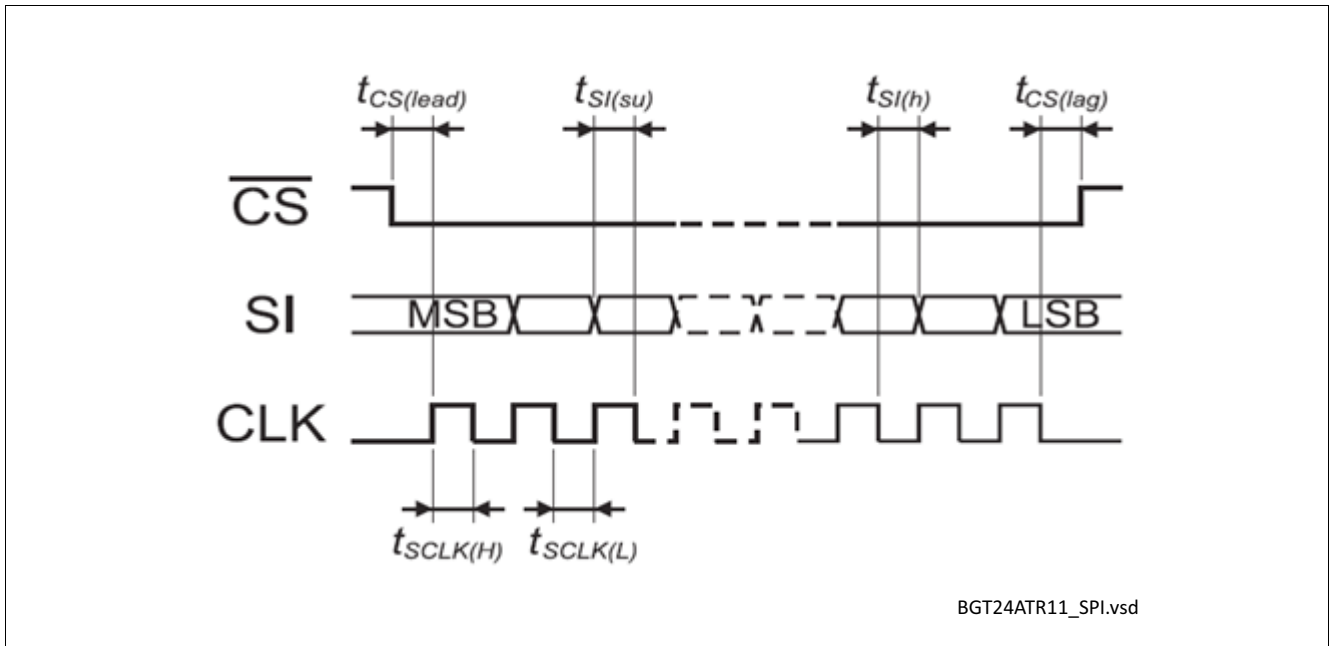 tCS(lead) tSI(su) tSI(h) tCS(lag)
CS
SI MSB LSB
CLK
tSCLK(H) tSCLK(L)
BGT24ATR11_SPI.vsd